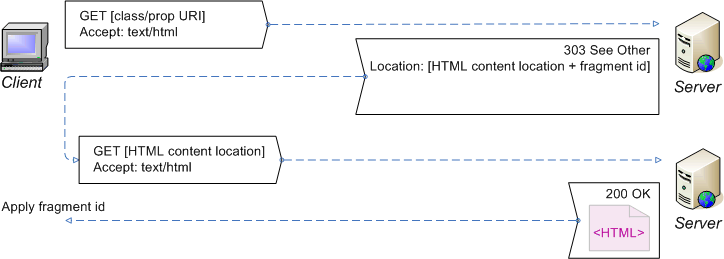 GET [class/prop URI]
Accept: text/html
Client
303 See Other
Location: [HTML content location + fragment id]
Server
GET [HTML content location]
Accept: text/html
200 OK
<HTML>
Apply fragment id
Server